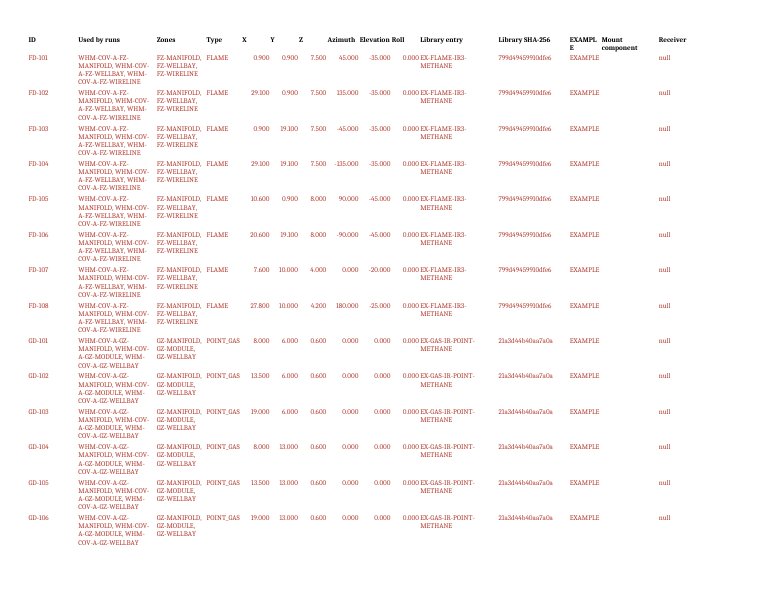 ID Used by runs Zones Type X Y Z Azimuth Elevation Roll Library entry Library SHA-256 EXAMPL Mount Receiver
E component
FD-101 WHM-COV-A-FZ- FZ-MANIFOLD, FLAME 0.900 0.900 7.500 45.000 -35.000 0.000 EX-FLAME-IR3- 799d49459910dfe6 EXAMPLE null
MANIFOLD, WHM-COV- FZ-WELLBAY, METHANE
A-FZ-WELLBAY, WHM- FZ-WIRELINE
COV-A-FZ-WIRELINE
FD-102 WHM-COV-A-FZ- FZ-MANIFOLD, FLAME 29.100 0.900 7.500 135.000 -35.000 0.000 EX-FLAME-IR3- 799d49459910dfe6 EXAMPLE null
MANIFOLD, WHM-COV- FZ-WELLBAY, METHANE
A-FZ-WELLBAY, WHM- FZ-WIRELINE
COV-A-FZ-WIRELINE
FD-103 WHM-COV-A-FZ- FZ-MANIFOLD, FLAME 0.900 19.100 7.500 -45.000 -35.000 0.000 EX-FLAME-IR3- 799d49459910dfe6 EXAMPLE null
MANIFOLD, WHM-COV- FZ-WELLBAY, METHANE
A-FZ-WELLBAY, WHM- FZ-WIRELINE
COV-A-FZ-WIRELINE
FD-104 WHM-COV-A-FZ- FZ-MANIFOLD, FLAME 29.100 19.100 7.500 -135.000 -35.000 0.000 EX-FLAME-IR3- 799d49459910dfe6 EXAMPLE null
MANIFOLD, WHM-COV- FZ-WELLBAY, METHANE
A-FZ-WELLBAY, WHM- FZ-WIRELINE
COV-A-FZ-WIRELINE
FD-105 WHM-COV-A-FZ- FZ-MANIFOLD, FLAME 10.600 0.900 8.000 90.000 -45.000 0.000 EX-FLAME-IR3- 799d49459910dfe6 EXAMPLE null
MANIFOLD, WHM-COV- FZ-WELLBAY, METHANE
A-FZ-WELLBAY, WHM- FZ-WIRELINE
COV-A-FZ-WIRELINE
FD-106 WHM-COV-A-FZ- FZ-MANIFOLD, FLAME 20.600 19.100 8.000 -90.000 -45.000 0.000 EX-FLAME-IR3- 799d49459910dfe6 EXAMPLE null
MANIFOLD, WHM-COV- FZ-WELLBAY, METHANE
A-FZ-WELLBAY, WHM- FZ-WIRELINE
COV-A-FZ-WIRELINE
FD-107 WHM-COV-A-FZ- FZ-MANIFOLD, FLAME 7.600 10.000 4.000 0.000 -20.000 0.000 EX-FLAME-IR3- 799d49459910dfe6 EXAMPLE null
MANIFOLD, WHM-COV- FZ-WELLBAY, METHANE
A-FZ-WELLBAY, WHM- FZ-WIRELINE
COV-A-FZ-WIRELINE
FD-108 WHM-COV-A-FZ- FZ-MANIFOLD, FLAME 27.800 10.000 4.200 180.000 -25.000 0.000 EX-FLAME-IR3- 799d49459910dfe6 EXAMPLE null
MANIFOLD, WHM-COV- FZ-WELLBAY, METHANE
A-FZ-WELLBAY, WHM- FZ-WIRELINE
COV-A-FZ-WIRELINE
GD-101 WHM-COV-A-GZ- GZ-MANIFOLD, POINT_GAS 8.000 6.000 0.600 0.000 0.000 0.000 EX-GAS-IR-POINT- 21a3d44b40aa7a0a EXAMPLE null
MANIFOLD, WHM-COV- GZ-MODULE, METHANE
A-GZ-MODULE, WHM- GZ-WELLBAY
COV-A-GZ-WELLBAY
GD-102 WHM-COV-A-GZ- GZ-MANIFOLD, POINT_GAS 13.500 6.000 0.600 0.000 0.000 0.000 EX-GAS-IR-POINT- 21a3d44b40aa7a0a EXAMPLE null
MANIFOLD, WHM-COV- GZ-MODULE, METHANE
A-GZ-MODULE, WHM- GZ-WELLBAY
COV-A-GZ-WELLBAY
GD-103 WHM-COV-A-GZ- GZ-MANIFOLD, POINT_GAS 19.000 6.000 0.600 0.000 0.000 0.000 EX-GAS-IR-POINT- 21a3d44b40aa7a0a EXAMPLE null
MANIFOLD, WHM-COV- GZ-MODULE, METHANE
A-GZ-MODULE, WHM- GZ-WELLBAY
COV-A-GZ-WELLBAY
GD-104 WHM-COV-A-GZ- GZ-MANIFOLD, POINT_GAS 8.000 13.000 0.600 0.000 0.000 0.000 EX-GAS-IR-POINT- 21a3d44b40aa7a0a EXAMPLE null
MANIFOLD, WHM-COV- GZ-MODULE, METHANE
A-GZ-MODULE, WHM- GZ-WELLBAY
COV-A-GZ-WELLBAY
GD-105 WHM-COV-A-GZ- GZ-MANIFOLD, POINT_GAS 13.500 13.000 0.600 0.000 0.000 0.000 EX-GAS-IR-POINT- 21a3d44b40aa7a0a EXAMPLE null
MANIFOLD, WHM-COV- GZ-MODULE, METHANE
A-GZ-MODULE, WHM- GZ-WELLBAY
COV-A-GZ-WELLBAY
GD-106 WHM-COV-A-GZ- GZ-MANIFOLD, POINT_GAS 19.000 13.000 0.600 0.000 0.000 0.000 EX-GAS-IR-POINT- 21a3d44b40aa7a0a EXAMPLE null
MANIFOLD, WHM-COV- GZ-MODULE, METHANE
A-GZ-MODULE, WHM- GZ-WELLBAY
COV-A-GZ-WELLBAY